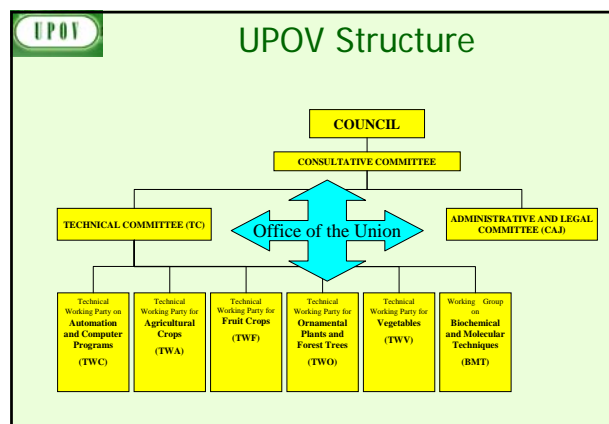 UPOV
UPOV Structure
COUNCIL
CONSULTATIVE COMMITTEE
TECHNICAL COMMITTEE (TC)
Office of the Union
ADMINISTRATIVE AND LEGAL
COMMITTEE (CAJ)
Technical
Working Party on
Automation
and Computer
Programs
(TWC)
Technical
Working Party for
Agricultural
Crops
(TWA)
Technical
Working Party for
Fruit Crops
(TWF)
Technical
Working Party for
Ornamental
Plants and
Forest Trees
(TWO)
Technical
Working Party for
Vegetables
(TWV)
Working Group
on
Biochemical
and Molecular
Techniques
(BMT)